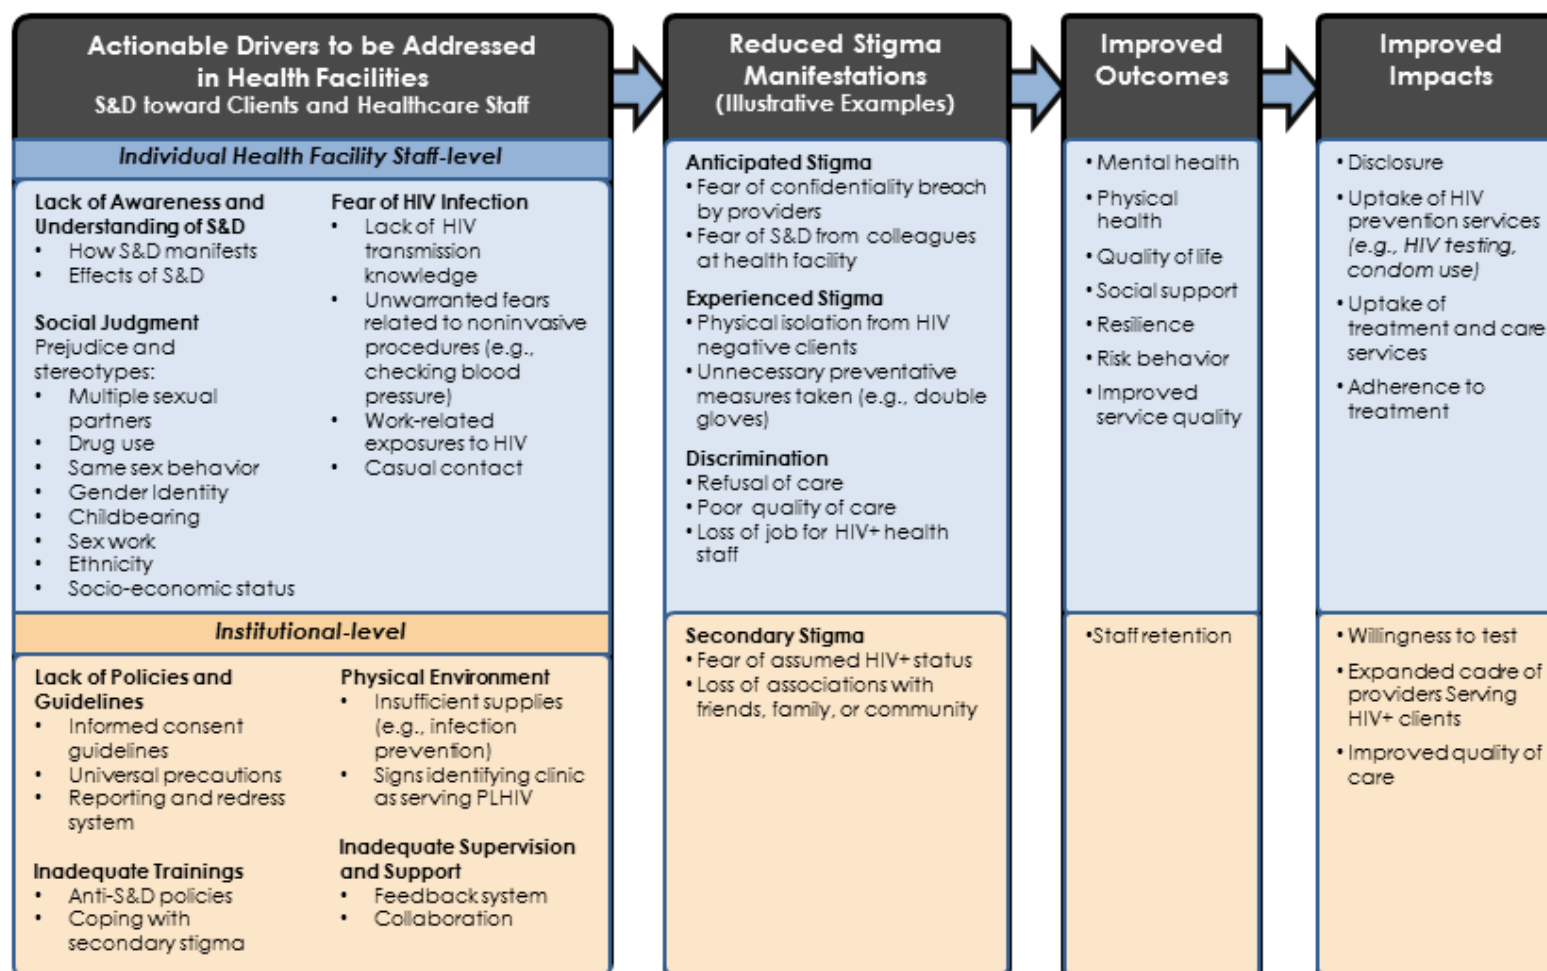 Actionable Drivers to be Addressed
in Health Facilities
S&D toward Clients and Healthcare Staff
Individual Health Facility Staff-level
Lack of Awareness and
Understanding of S&D
• How S&D manifests
• Effects of S&D
Social Judgment
Prejudice and
stereotypes:
• Multiple sexual
partners
• Drug use
• Same sex behavior
• Gender Identity
• Childbearing
• Sex work
• Ethnicity
• Socio-economic status
Fear of HIV Infection
• Lack of HIV
transmission
knowledge
• Unwarranted fears
related to noninvasive
procedures (e.g.,
checking blood
pressure)
• Work-related
exposures to HIV
• Casual contact
Institutional-level
Lack of Policies and
Guidelines
• Informed consent
guidelines
• Universal precautions
• Reporting and redress
system
Inadequate Trainings
• Anti-S&D policies
• Coping with
secondary stigma
Physical Environment
• Insufficient supplies
(e.g., infection
prevention)
• Signs identifying clinic
as serving PLHIV
Inadequate Supervision
and Support
• Feedback system
• Collaboration
Reduced Stigma
Manifestations
(Illustrative Examples)
Anticipated Stigma
• Fear of confidentiality breach
by providers
• Fear of S&D from colleagues
at health facility
Experienced Stigma
• Physical isolation from HIV
negative clients
• Unnecessary preventative
measures taken (e.g., double
gloves)
Discrimination
• Refusal of care
• Poor quality of care
• Loss of job for HIV+ health
staff
Secondary Stigma
• Fear of assumed HIV+ status
• Loss of associations with
friends, family, or community
Improved
Outcomes
• Mental health
• Physical
health
• Quality of life
• Social support
• Resilience
• Risk behavior
• Improved
service quality
• Staff retention
Improved
Impacts
• Disclosure
• Uptake of HIV
prevention services
(e.g., HIV testing,
condom use)
• Uptake of
treatment and care
services
• Adherence to
treatment
• Willingness to test
• Expanded cadre of
providers Serving
HIV+ clients
• Improved quality of
care